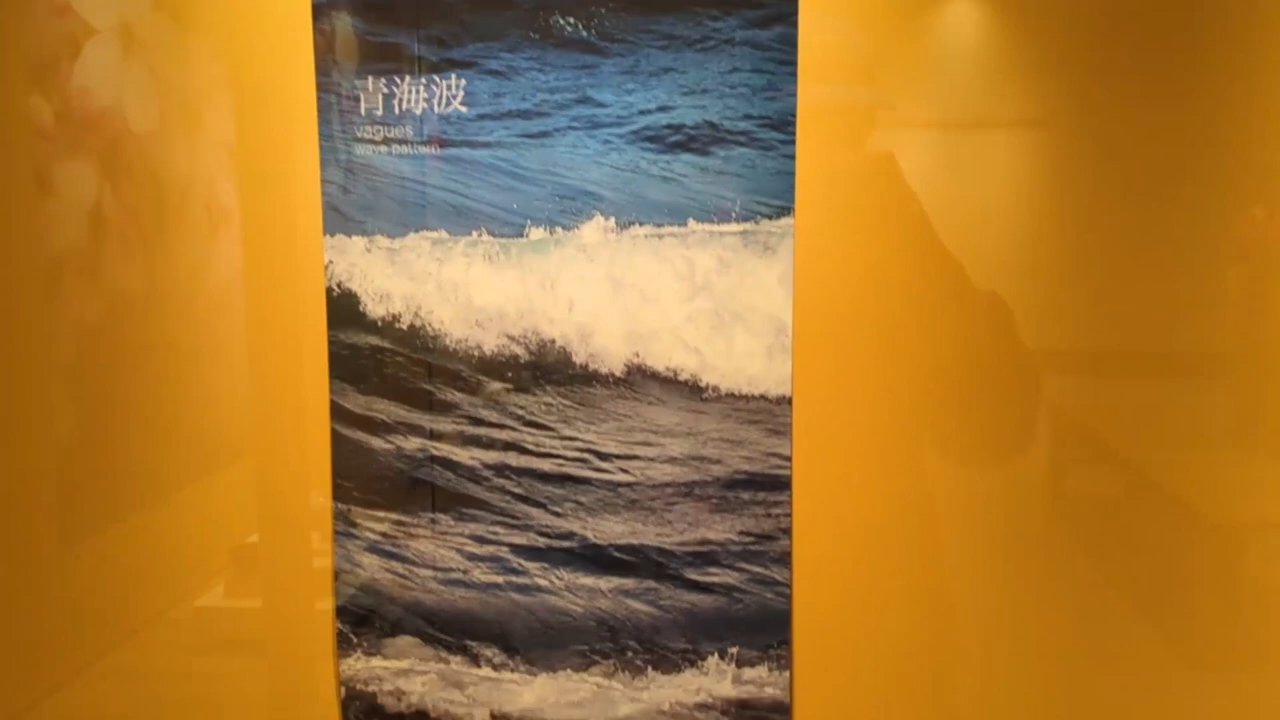 青海波
vagues
wave pattern